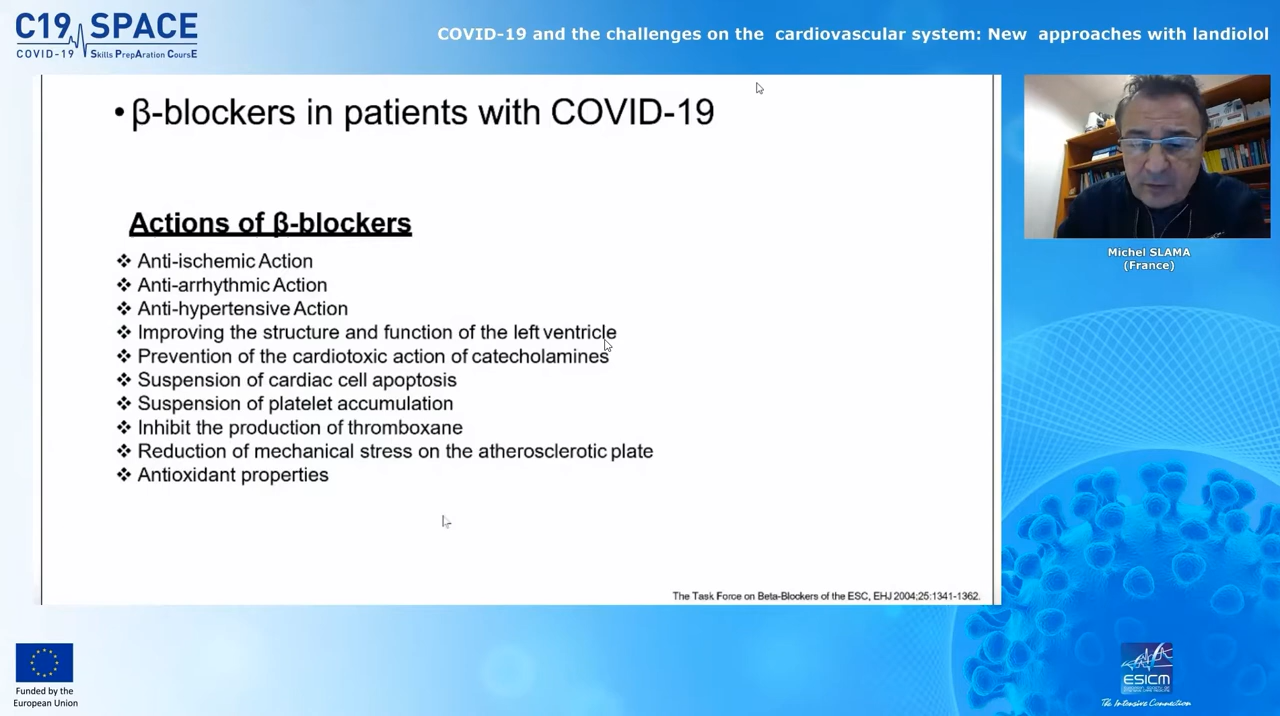 C19 SPACE
COVID-19 Skills PrepAration CoursE
COVID-19 and the challenges on the cardiovascular system: New approaches with landiolol
• β-blockers in patients with COVID-19
Actions of β-blockers
❖ Anti-ischemic Action
❖ Anti-arrhythmic Action
❖ Anti-hypertensive Action
❖ Improving the structure and function of the left ventricle
❖ Prevention of the cardiotoxic action of catecholamines
❖ Suspension of cardiac cell apoptosis
❖ Suspension of platelet accumulation
❖ Inhibit the production of thromboxane
❖ Reduction of mechanical stress on the atherosclerotic plate
❖ Antioxidant properties
The Task Force on Beta-Blockers of the ESC, EHJ 2004;25:1341-1362.
Michel SLAMA
(France)
Funded by the
European Union
ESICM
The Intensive Connection